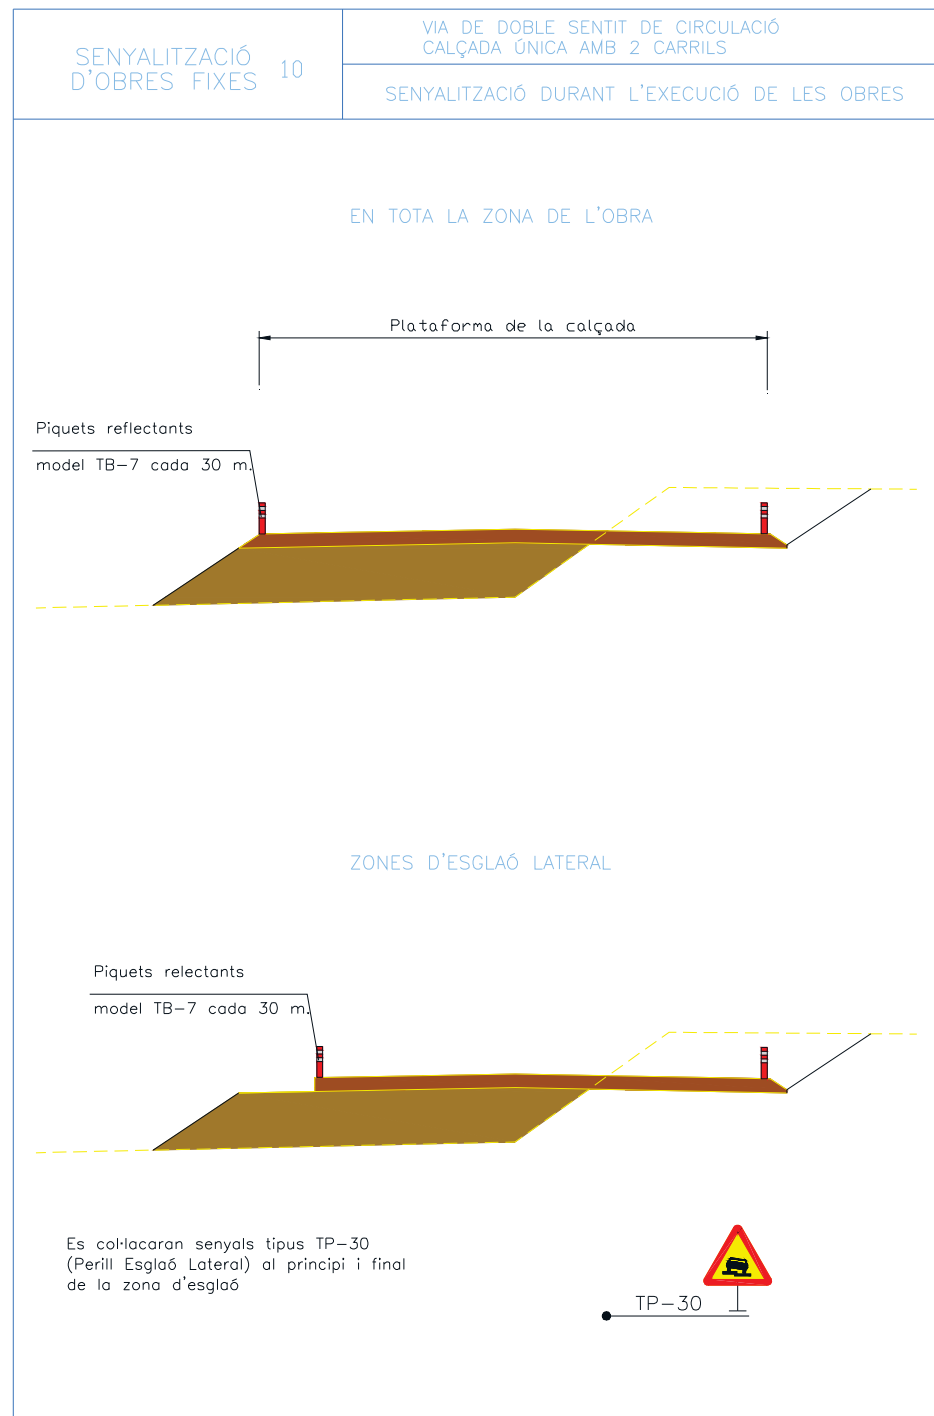 SENYALITZACIÓ
D'OBRES FIXES
10
VIA DE DOBLE SENTIT DE CIRCULACIÓ
CALÇADA ÚNICA AMB 2 CARRILS
SENYALITZACIÓ DURANT L'EXECUCIÓ DE LES OBRES
EN TOTA LA ZONA DE L'OBRA
Plataforma de la calçada
Piquets reflectants
model TB-7 cada 30 m.
ZONES D'ESGLAÓ LATERAL
Piquets relectants
model TB-7 cada 30 m.
Es col·lacaran senyals tipus TP-30
(Perill Esglaó Lateral) al principi i final
de la zona d'esglaó
TP-30